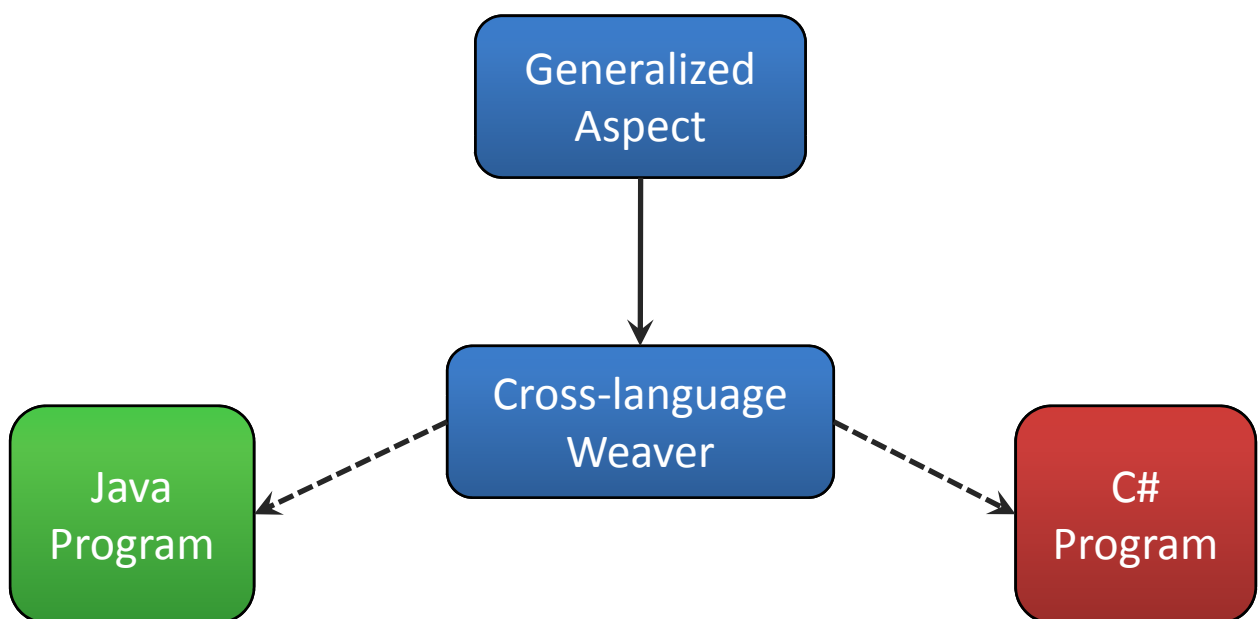 Generalized
Aspect
Cross-language
Weaver
Java
Program
C#
Program